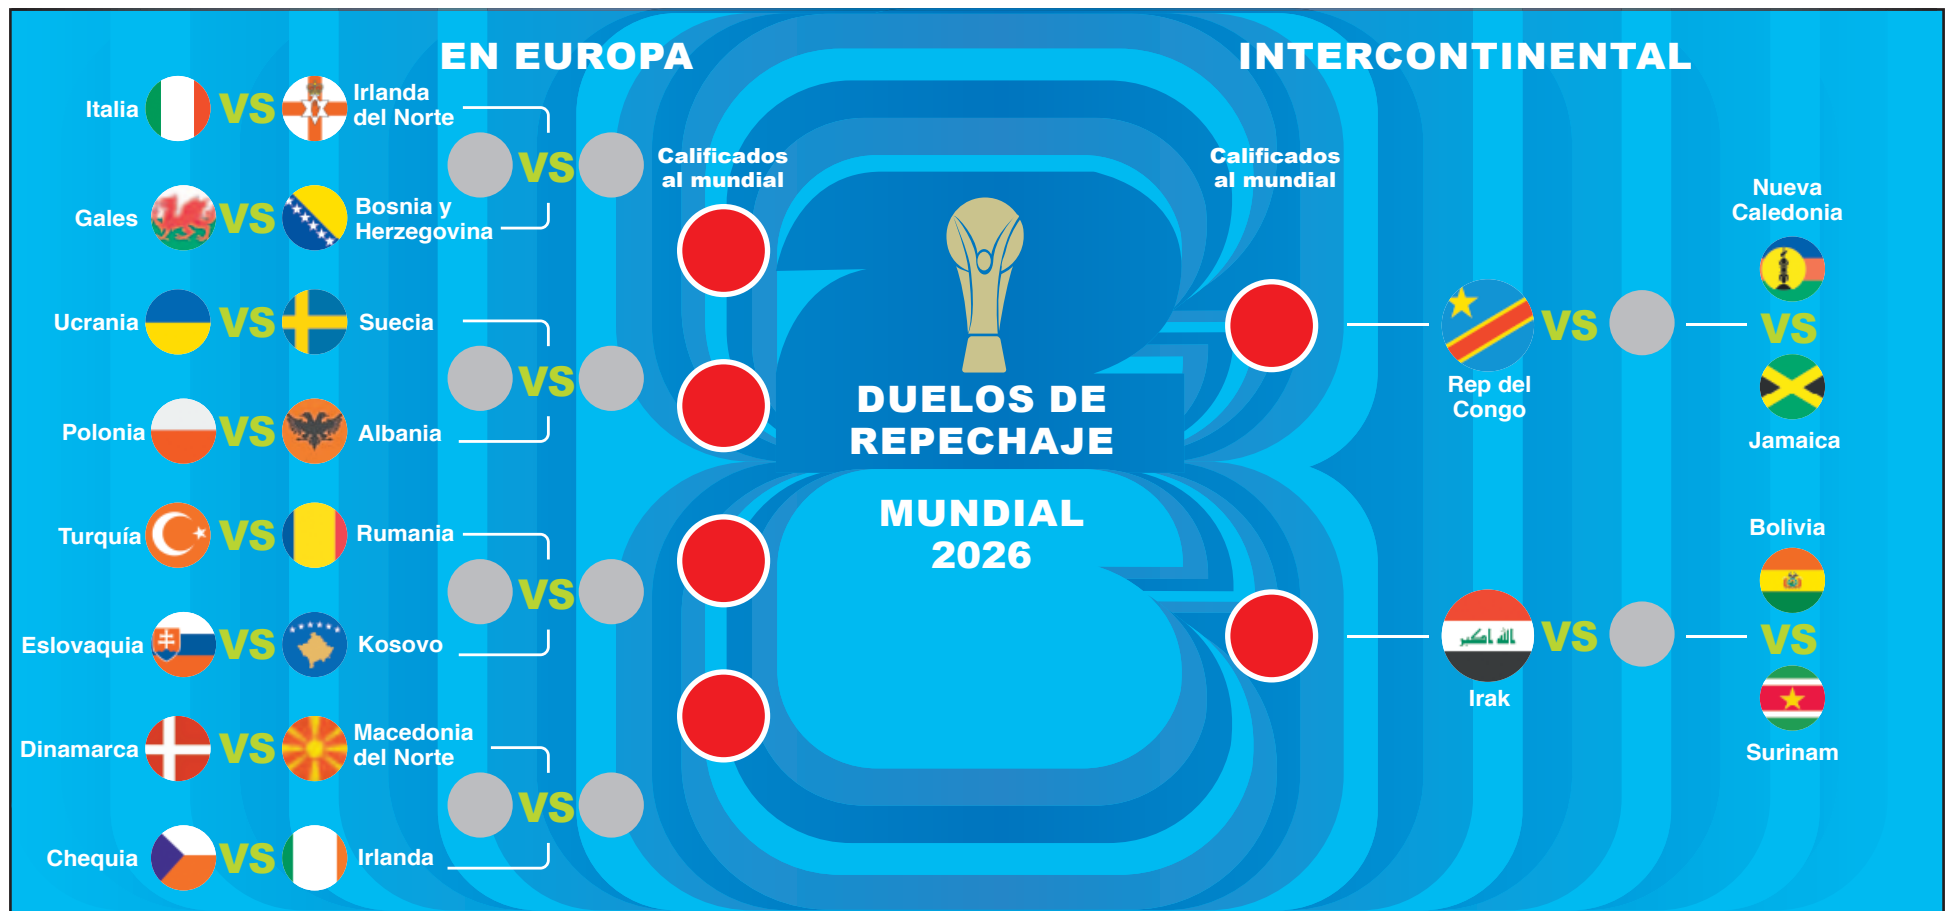 EN EUROPA
Italia VS Irlanda
del Norte
VS
Gales VS Bosnia y
Herzegovina
Ucrania VS Suecia
VS
Polonia VS Albania
Turquía VS Rumania
VS
Eslovaquia VS Kosovo
Dinamarca VS Macedonia
del Norte
VS
Chequia VS Irlanda
Calificados
al mundial
DUELOS DE
REPECHAJE
MUNDIAL
2026
INTERCONTINENTAL
Calificados
al mundial
Rep del
Congo
VS
Nueva
Caledonia
VS
Jamaica
Irak
VS
Bolivia
VS
Surinam